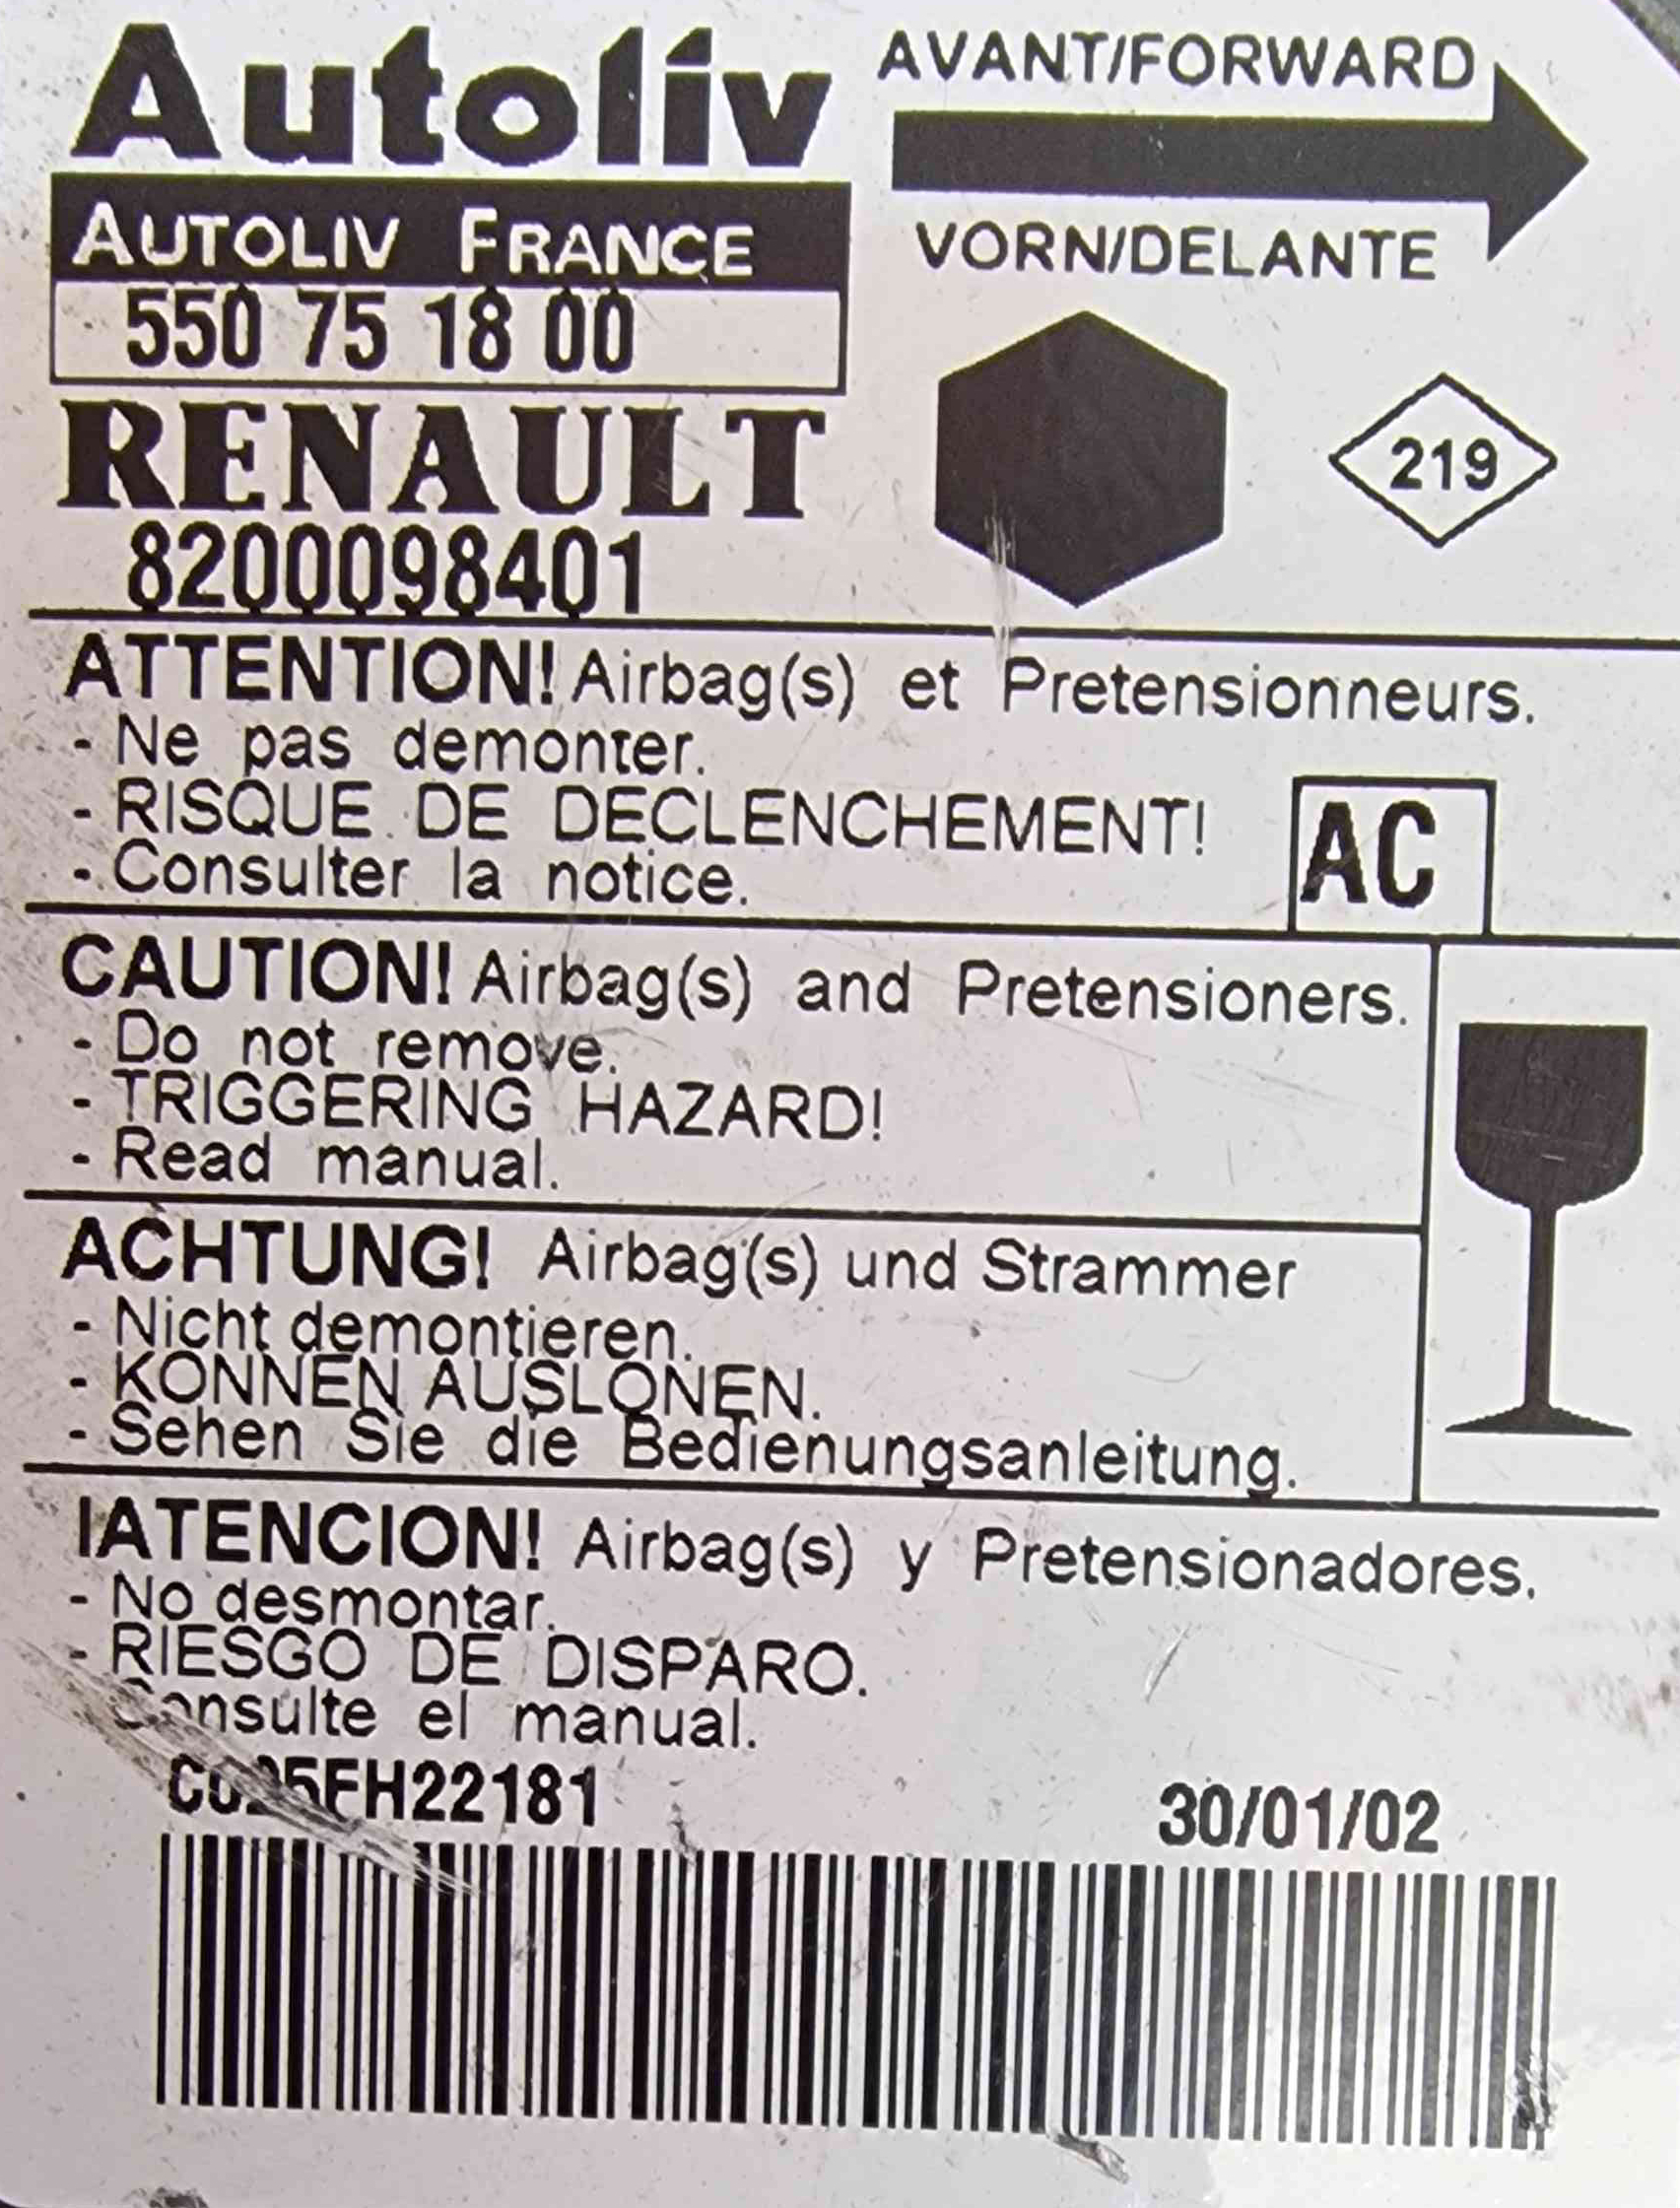 Autoliv
AVANT/FORWARD
AUTOLIV FRANCE
VORN/DELANTE
550 75 18 00
RENAULT
219
8200098401
ATTENTION! Airbag(s) et Pretensionneurs.
- Ne pas demonter.
- RISQUE DE DECLENCHEMENT!
- Consulter la notice.
AC
CAUTION! Airbag(s) and Pretensioners.
- Do not remove.
- TRIGGERING HAZARD!
- Read manual.
ACHTUNG! Airbag(s) und Strammer
- Nicht demontieren.
- KONNEN AUSLONEN.
- Sehen Sie die Bedienungsanleitung.
IATENCION! Airbag(s) y Pretensionadores.
- No desmontar.
- RIESGO DE DISPARO.
Consulte el manual.
30/01/02